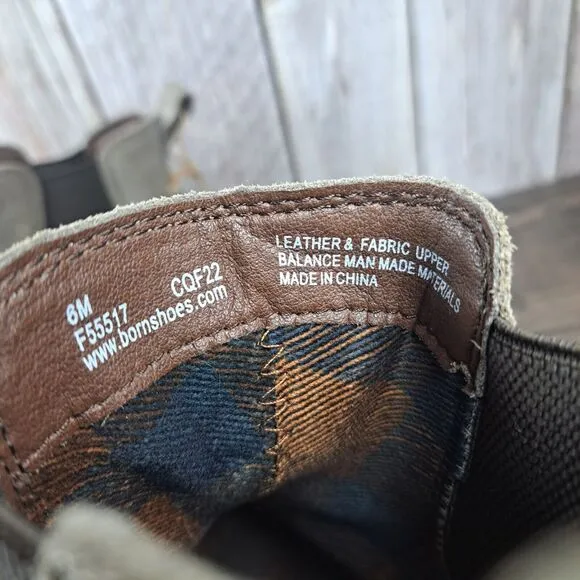 6M CQF22
F55517
www.bornshoes.com
LEATHER & FABRIC UPPER
BALANCE MAN MADE MATERIALS
MADE IN CHINA